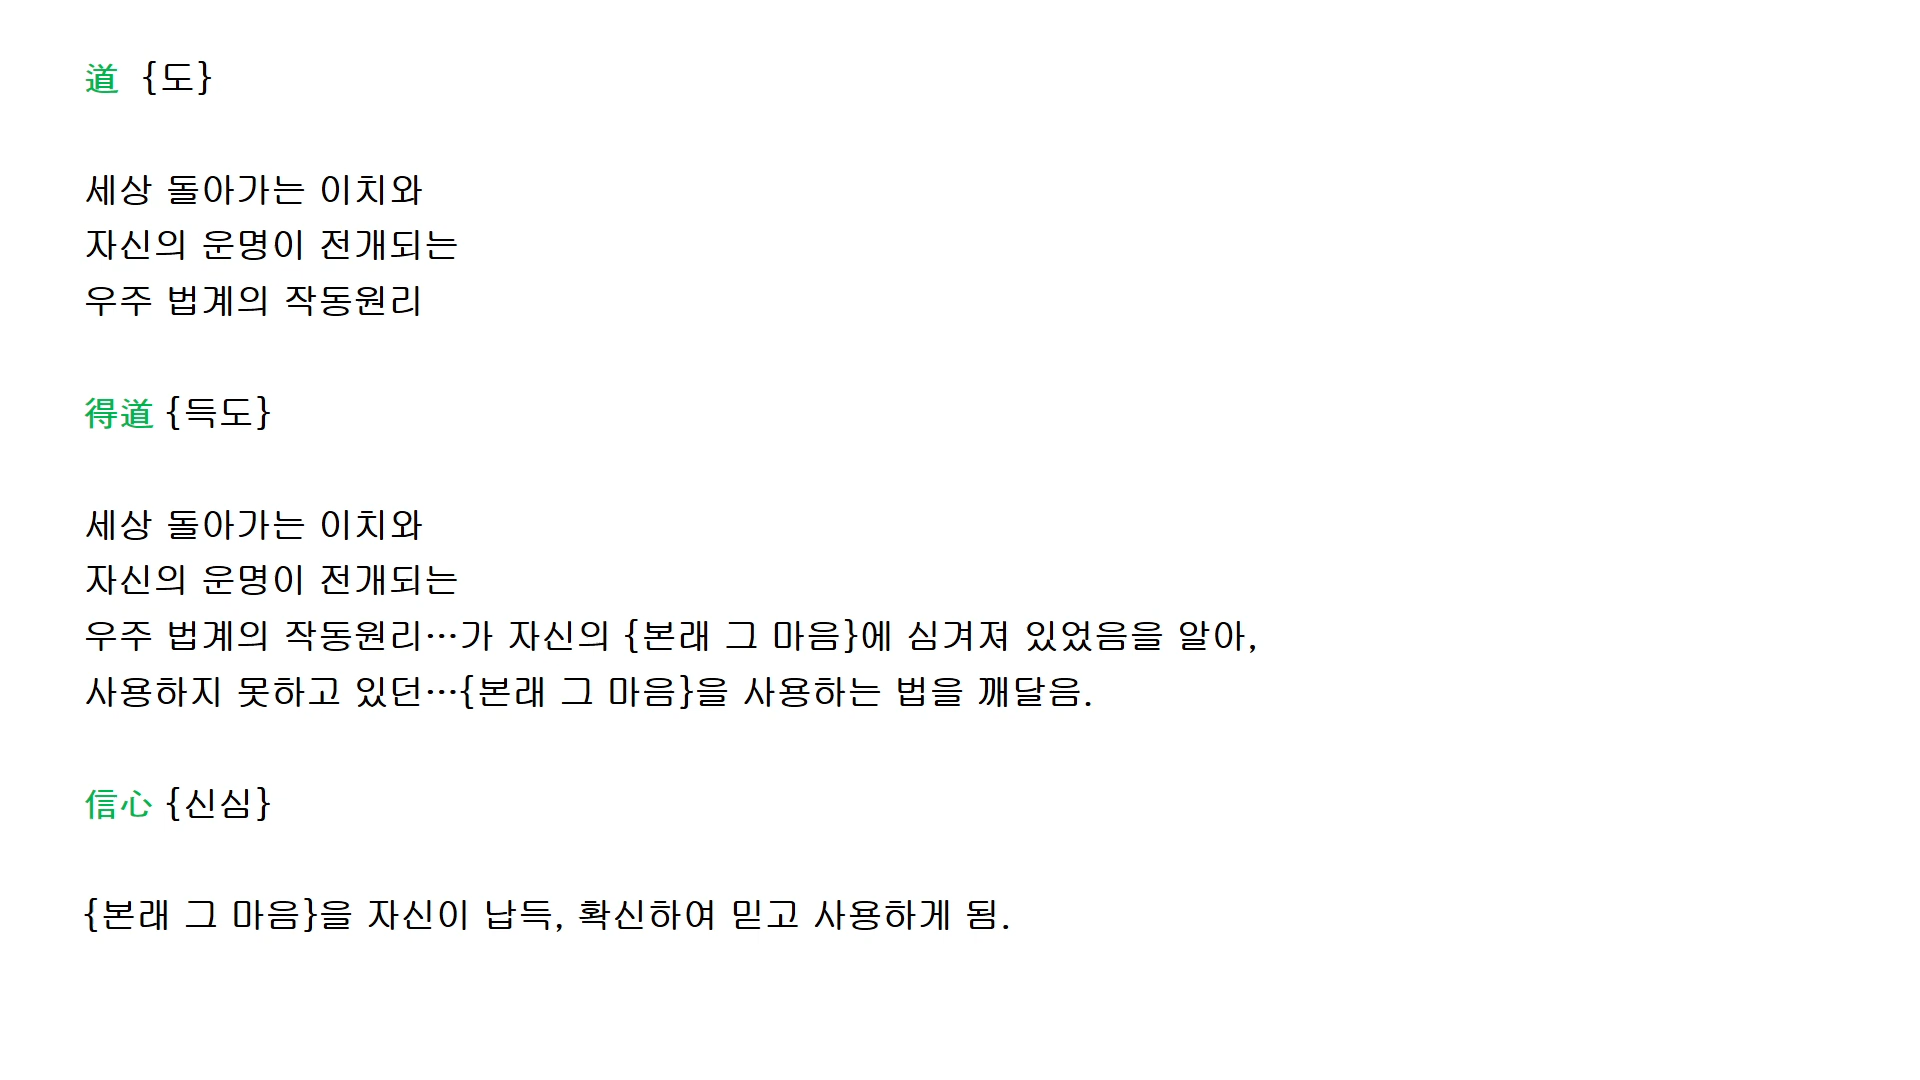 道 {도}
세상 돌아가는 이치와
자신의 운명이 전개되는
우주 법계의 작동원리
得道 {득도}
세상 돌아가는 이치와
자신의 운명이 전개되는
우주 법계의 작동원리…가 자신의 {본래 그 마음}에 심겨져 있었음을 알아,
사용하지 못하고 있던…{본래 그 마음}을 사용하는 법을 깨달음.
信心 {신심}
{본래 그 마음}을 자신이 납득, 확신하여 믿고 사용하게 됨.